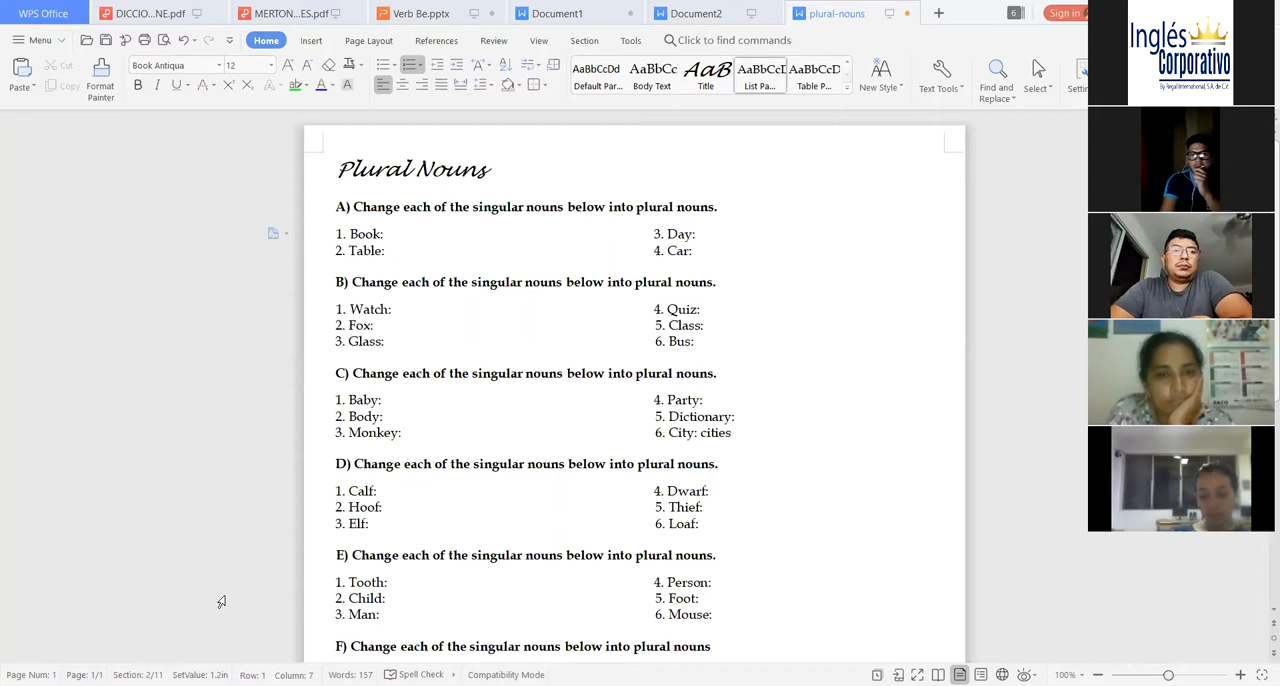 WPS Office
DICCIO...NE.pdf
MERTON...ES.pdf
Verb Be.pptx
Document1
Document2
plural-nouns
6
Sign in
Menu
Home
Insert
Page Layout
References
Review
View
Section
Tools
Click to find commands
Paste
Cut
Copy
Format Painter
Book Antiqua
12
AaBbCcDd
Default Par...
AaBbCc
Body Text
AaB
Title
AaBbCcI
List Pa...
AaBbCcD
Table P...
New Style
Text Tools
Find and Replace
Select
Inglés
Corporativo
By Regal International, S.A. de C.V.
Plural Nouns
A) Change each of the singular nouns below into plural nouns.
1. Book:
2. Table:
3. Day:
4. Car:
B) Change each of the singular nouns below into plural nouns.
1. Watch:
2. Fox:
3. Glass:
4. Quiz:
5. Class:
6. Bus:
C) Change each of the singular nouns below into plural nouns.
1. Baby:
2. Body:
3. Monkey:
4. Party:
5. Dictionary:
6. City: cities
D) Change each of the singular nouns below into plural nouns.
1. Calf:
2. Hoof:
3. Elf:
4. Dwarf:
5. Thief:
6. Loaf:
E) Change each of the singular nouns below into plural nouns.
1. Tooth:
2. Child:
3. Man:
4. Person:
5. Foot:
6. Mouse:
F) Change each of the singular nouns below into plural nouns
Page Num: 1
Page: 1/1
Section: 2/11
SetValue: 1.2in
Row: 1
Column: 7
Words: 157
Spell Check
Compatibility Mode
100%